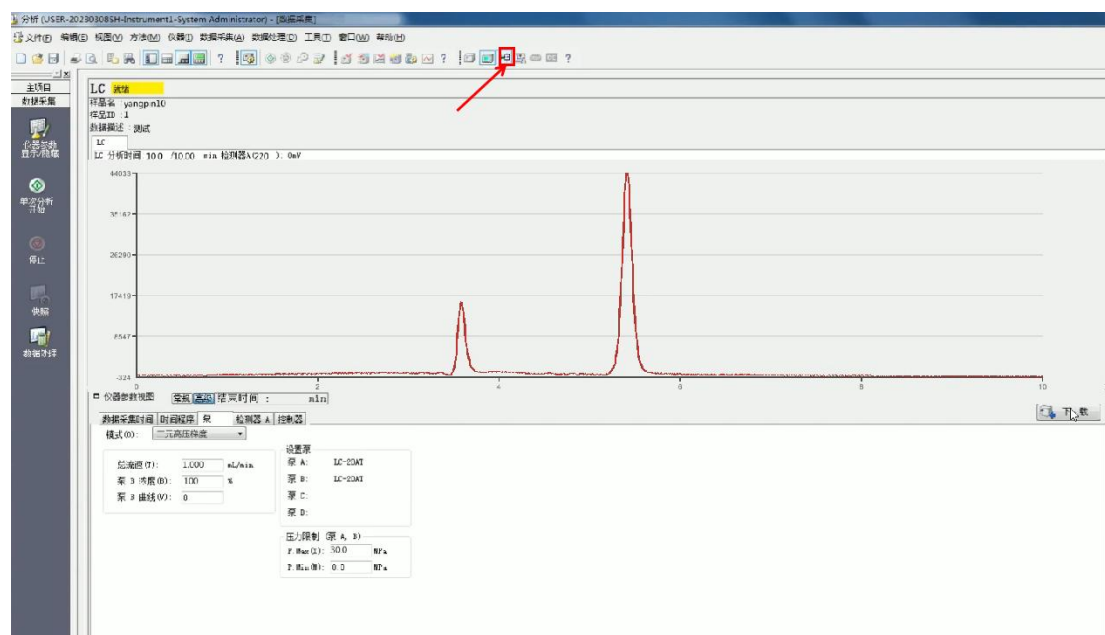 分析 (USER-20230308SH-Instrument1-System Administrator) - [数据采集]
文件(F) 编辑(E) 视图(V) 方法(M) 仪器(I) 数据采集(A) 数据处理(D) 工具(T) 窗口(W) 帮助(H)
主项目
数据采集
仪器参数
显示/隐藏
单次分析
开始
停止
快照
LC 就绪
样品名 :yangpin10
样品ID :1
数据描述 :测试
LC
LC 分析时间 10.0 /10.00 min 检测器A(220 ): 0mV
44033
26290
17419
-324
0 2 4 6 8 10
仪器参数视图 常规 高级 结束时间 : min
下载
数据采集时间 时间程序 泵 检测器 A 控制器
模式(O): 二元高压梯度
总流速(T): 1.000 mL/min
泵 B 浓度(B): 100 %
泵 B 曲线(V): 0
设置泵
泵 A: LC-20AT
泵 B: LC-20AT
泵 C:
泵 D:
压力限制 (泵 A, B)
P.Max(X): 30.0 MPa
P.Min(N): 0.0 MPa